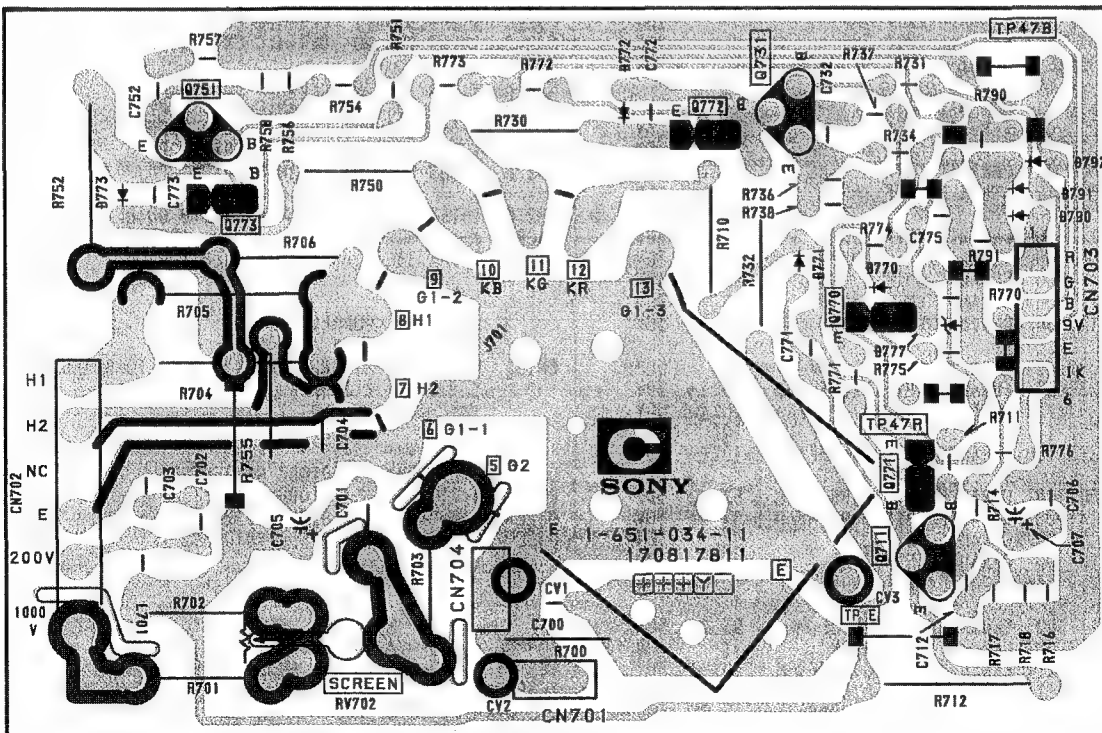 R757
R751
D772
C772
Q731
B
C732
R737
TP47B
R731
R790
C752
Q751
R754
R773
R772
E
Q772
B
R758
R756
R730
R734
E
B
R752
D773
C773
E
B
Q773
R750
E
R736
R738
D792
D791
D780
R710
R732
R774
C775
R706
9
10
11
12
13
G1-2
KB
KG
KR
G1-3
D771
D770
R791
R
G
B
9V
E
IK
6
CN703
R705
8
H1
J701
Q770
E
R770
C771
D777
R775
R771
H1
R704
7
H2
H2
6
G1-1
C704
TP47R
R711
R776
NC
R755
5
G2
C
SONY
E
Q771
B
CN702
C703
C702
C701
E
C705
+
R714
C706
+
C707
1-651-034-11
170817811
E
E
Q711
B
E
200V
R703
CN704
CV1
+++Y
CV3
TP E
1000
V
R702
C700
C712
R717
R718
R716
R701
SCREEN
RV702
R700
CV2
CN701
R712